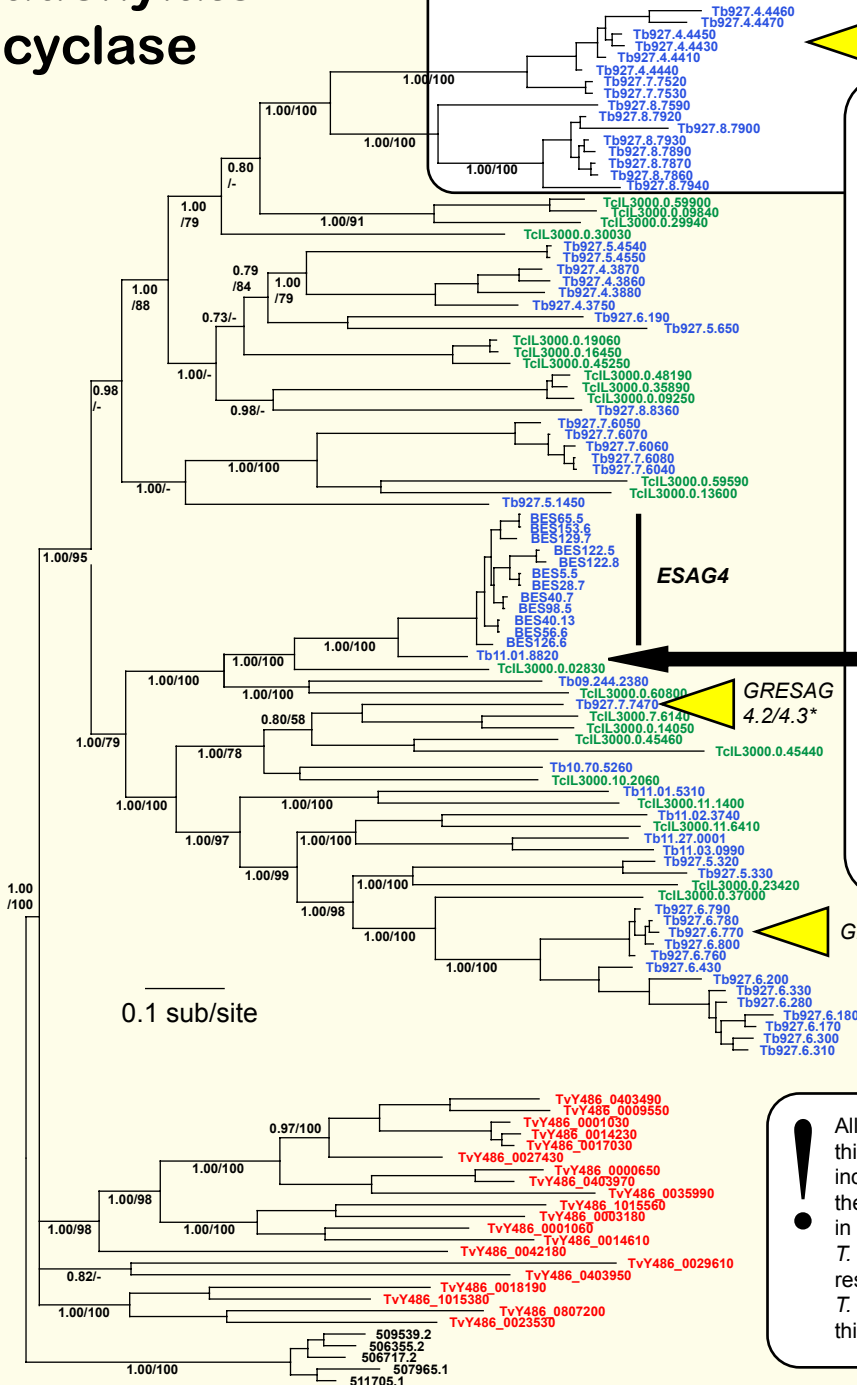 cyclase
Tb927.4.4460
Tb927.4.4470
Tb927.4.4450
Tb927.4.4430
Tb927.4.4410
Tb927.4.4440
1.00/100
Tb927.7.7520
Tb927.7.7530
Tb927.8.7590
1.00/100
Tb927.8.7920
Tb927.8.7900
Tb927.8.7930
1.00/100
Tb927.8.7890
Tb927.8.7870
1.00/100
Tb927.8.7860
Tb927.8.7940
0.80
/-
TcIL3000.0.59900
1.00
/79
TcIL3000.0.09840
1.00/91
TcIL3000.0.29940
TcIL3000.0.30030
Tb927.5.4540
Tb927.5.4550
0.79
/84
Tb927.4.3870
1.00
/79
Tb927.4.3860
1.00
/88
Tb927.4.3880
Tb927.4.3750
0.73/-
Tb927.6.190
Tb927.5.650
TcIL3000.0.19060
TcIL3000.0.16450
TcIL3000.0.45250
1.00/-
TcIL3000.0.48190
TcIL3000.0.35890
0.98
/-
TcIL3000.0.09250
0.98/-
Tb927.8.8360
Tb927.7.6050
Tb927.7.6070
Tb927.7.6060
Tb927.7.6080
1.00/100
Tb927.7.6040
TcIL3000.0.59590
1.00/-
TcIL3000.0.13600
Tb927.5.1450
BES65.5
BES153.6
BES129.7
1.00/95
BES122.5
BES122.8
BES5.5
ESAG4
BES28.7
BES40.7
BES98.5
BES40.13
BES56.6
1.00/100
BES126.6
1.00/100
Tb11.01.8820
TcIL3000.0.02830
1.00/100
Tb09.244.2380
1.00/100
TcIL3000.0.60800
GRESAG
4.2/4.3*
Tb927.7.7470
0.80/58
TcIL3000.7.6140
TcIL3000.0.14050
1.00/79
TcIL3000.0.45460
1.00/78
TcIL3000.0.45440
Tb10.70.5260
TcIL3000.10.2060
Tb11.01.5310
1.00/100
1.00/100
TcIL3000.11.1400
Tb11.02.3740
TcIL3000.11.6410
1.00/97
1.00/100
Tb11.27.0001
Tb11.03.0990
Tb927.5.320
1.00/99
Tb927.5.330
1.00/100
TcIL3000.0.23420
1.00
/100
TcIL3000.0.37000
1.00/98
Tb927.6.790
Tb927.6.780
Tb927.6.770
G
1.00/100
Tb927.6.800
Tb927.6.760
1.00/100
Tb927.6.430
Tb927.6.200
Tb927.6.330
Tb927.6.280
0.1 sub/site
Tb927.6.180
Tb927.6.170
Tb927.6.300
Tb927.6.310
TvY486_0403490
TvY486_0009550
0.97/100
TvY486_0001030
TvY486_0014230
TvY486_0017030
TvY486_0027430
1.00/100
TvY486_0000650
TvY486_0403970
TvY486_0035990
1.00/98
TvY486_1015560
TvY486_0003180
1.00/98
1.00/100
TvY486_0001060
TvY486_0014610
TvY486_0042180
TvY486_0029610
0.82/-
TvY486_0403950
TvY486_0018190
TvY486_1015380
1.00/100
TvY486_0807200
TvY486_0023530
509539.2
506355.2
506717.2
1.00/100
507965.1
511705.1
!
All
thi
inc
the
in
T.
res
T.
thi